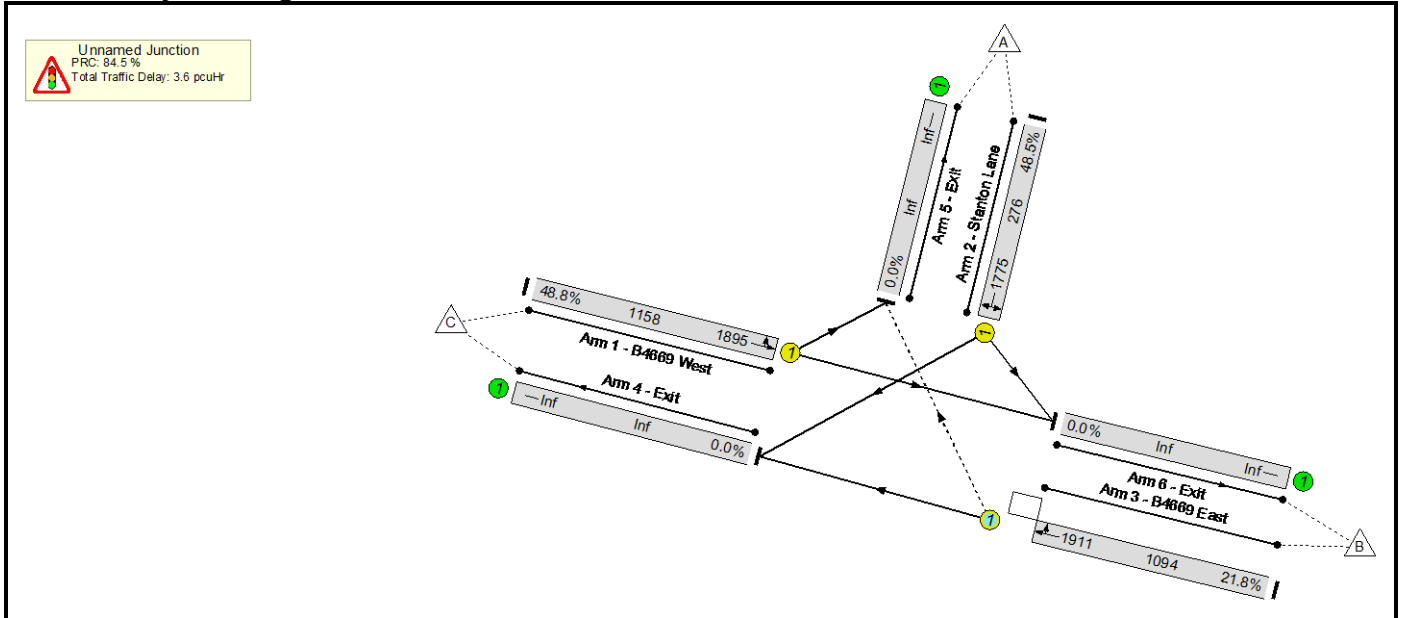 Unnamed Junction
PRC: 84.5 %
Total Traffic Delay: 3.6 pcuHr
A
1
Inf
Inf
0.0%
Arm 5 - Exit
Arm 2 - Stanton Lane
48.5%
276
1775
1
C
48.8%
1158
1895
1
Arm 1 - B4669 West
Arm 4 - Exit
1
Inf
Inf
0.0%
0.0%
Inf
Inf
1
Arm 6 - Exit
Arm 3 - B4669 East
1
1911
1094
21.8%
B